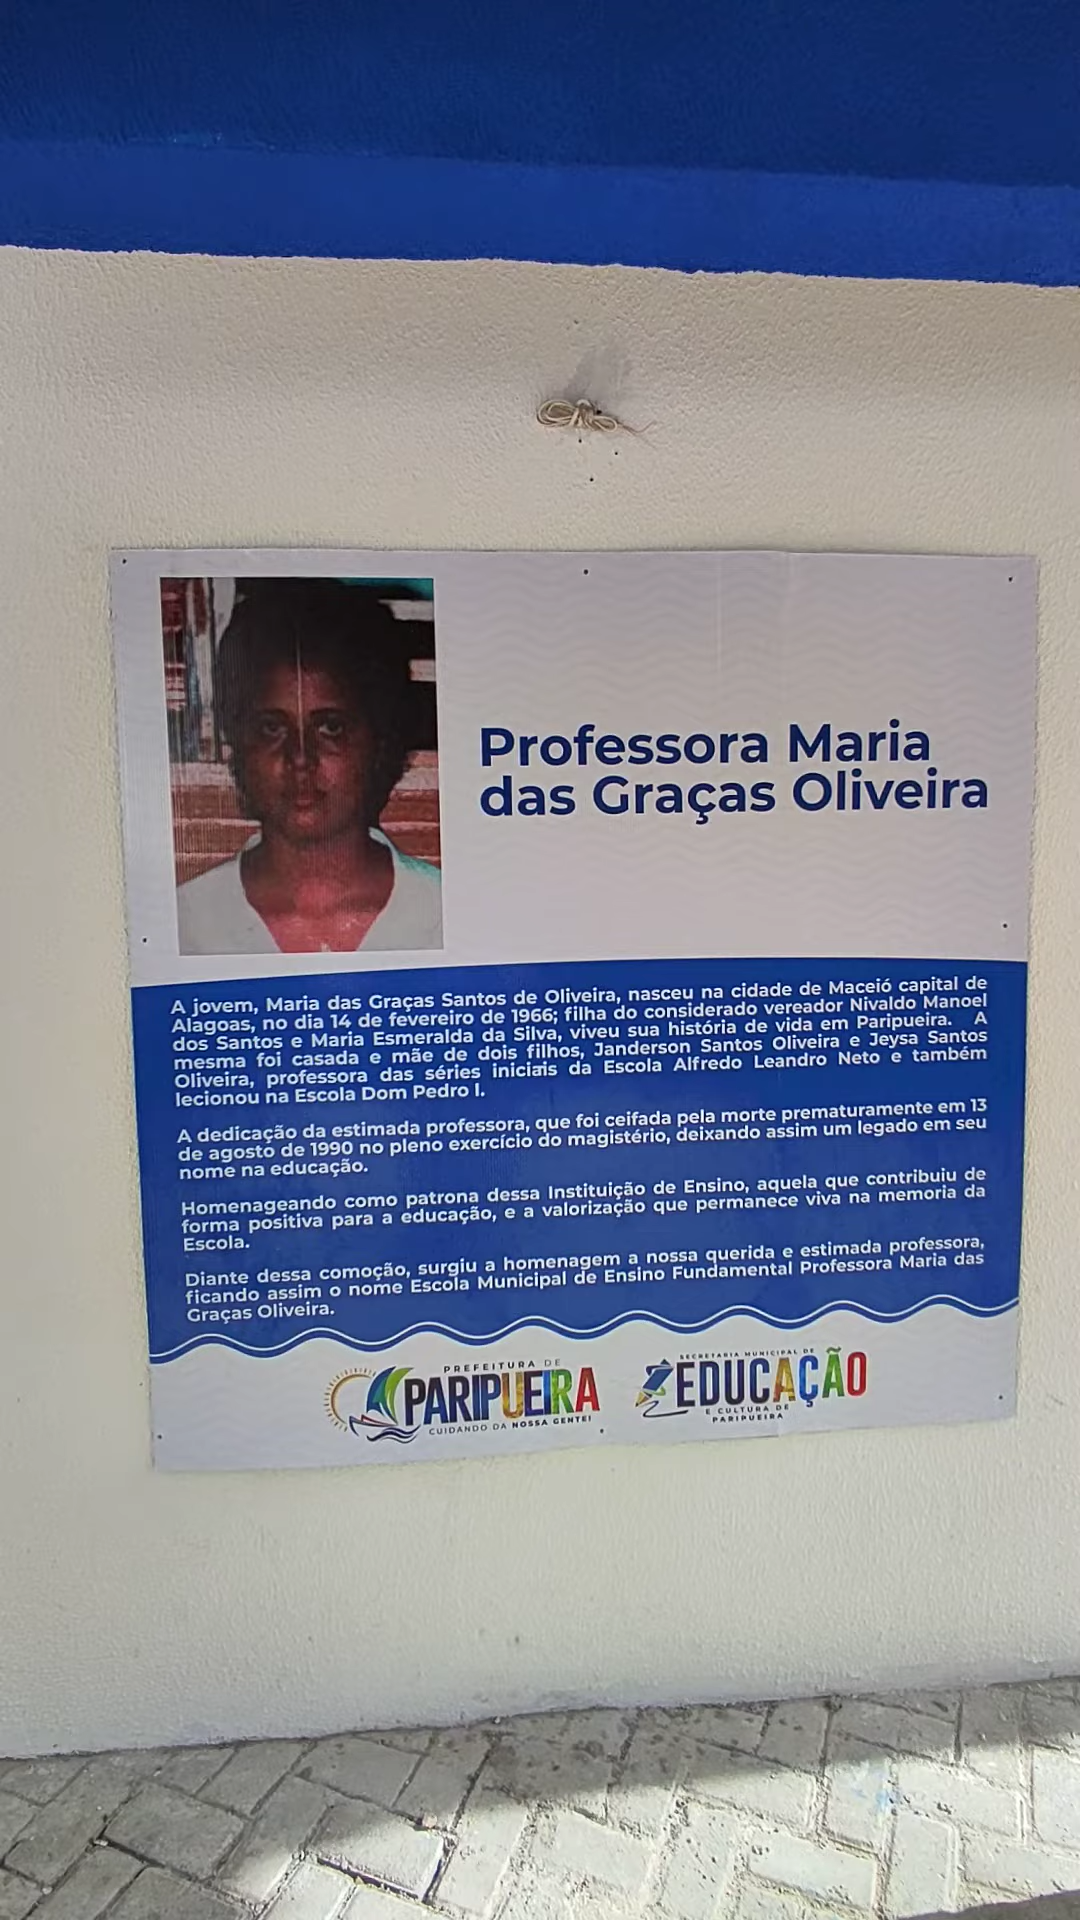 Professora Maria
das Graças Oliveira
A jovem, Maria das Graças Santos de Oliveira, nasceu na cidade de Maceió capital de
Alagoas, no dia 14 de fevereiro de 1966; filha do considerado vereador Nivaldo Manoel
dos Santos e Maria Esmeralda da Silva, viveu sua história de vida em Paripueira. A
mesma foi casada e mãe de dois filhos, Janderson Santos Oliveira e Jeysa Santos
Oliveira, professora das séries iniciais da Escola Alfredo Leandro Neto e também
lecionou na Escola Dom Pedro I.
A dedicação da estimada professora, que foi ceifada pela morte prematuramente em 13
de agosto de 1990 no pleno exercício do magistério, deixando assim um legado em seu
nome na educação.
Homenageando como patrona dessa Instituição de Ensino, aquela que contribuiu de
forma positiva para a educação, e a valorização que permanece viva na memoria da
Escola.
Diante dessa comoção, surgiu a homenagem a nossa querida e estimada professora,
ficando assim o nome Escola Municipal de Ensino Fundamental Professora Maria das
Graças Oliveira.
PREFEITURA DE
PARIPUEIRA
CUIDANDO DA NOSSA GENTE!
SECRETARIA MUNICIPAL DE
EDUCAÇÃO
E CULTURA DE
PARIPUEIRA